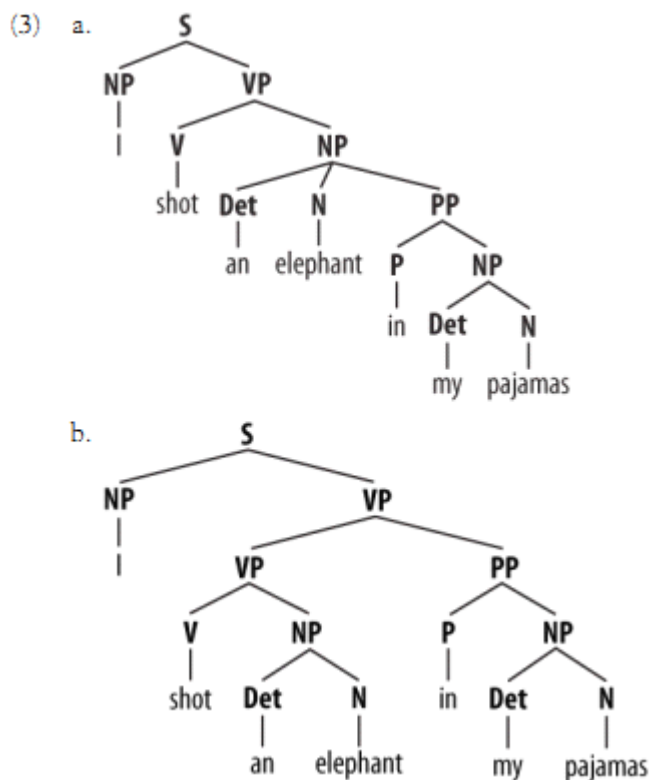 (3) a. S
NP VP
I V NP
shot Det N PP
an elephant P NP
in Det N
my pajamas
b. S
NP VP
I VP PP
V NP P NP
shot Det N in Det N
an elephant my pajamas